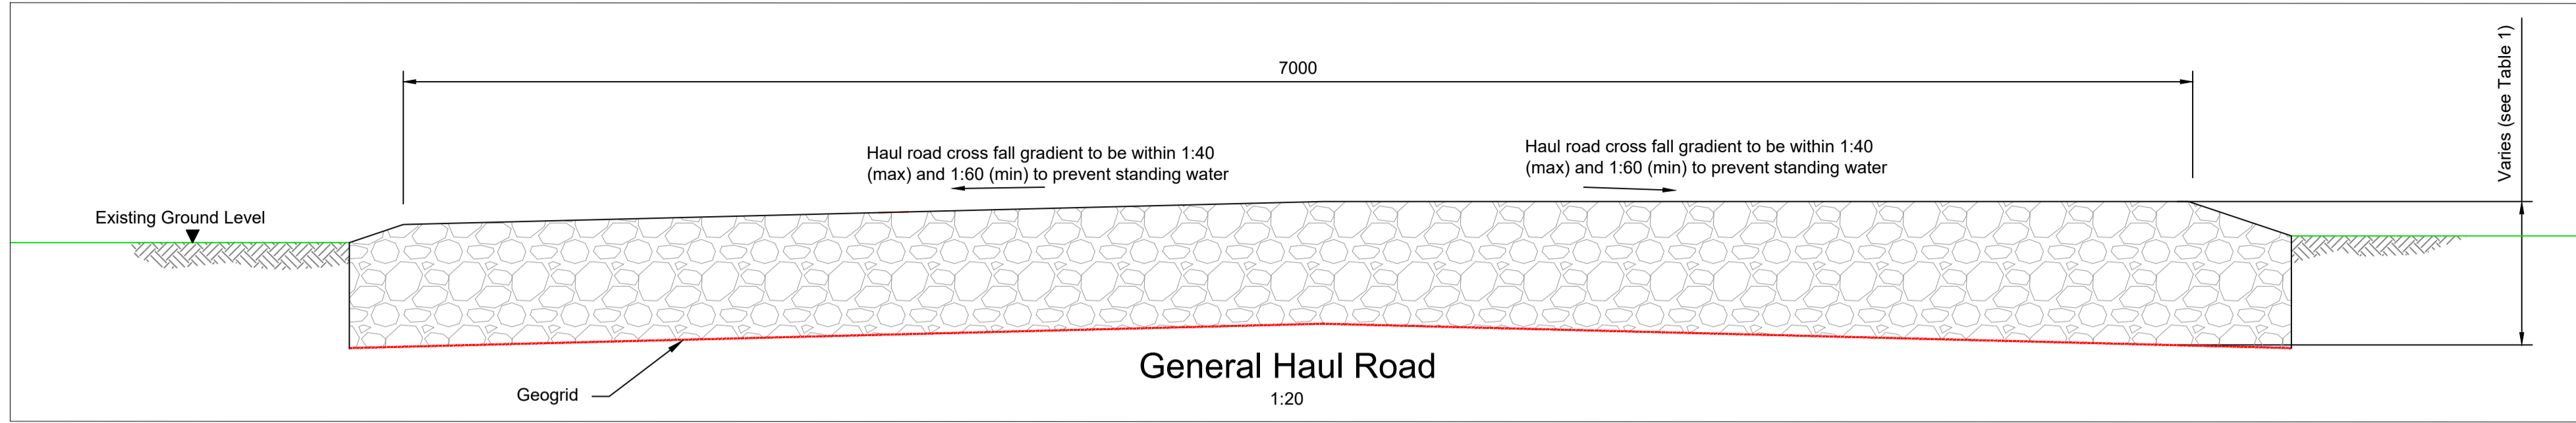 7000
Varies (see Table 1)
Haul road cross fall gradient to be within 1:40
(max) and 1:60 (min) to prevent standing water
Haul road cross fall gradient to be within 1:40
(max) and 1:60 (min) to prevent standing water
Existing Ground Level
Geogrid
General Haul Road
1:20